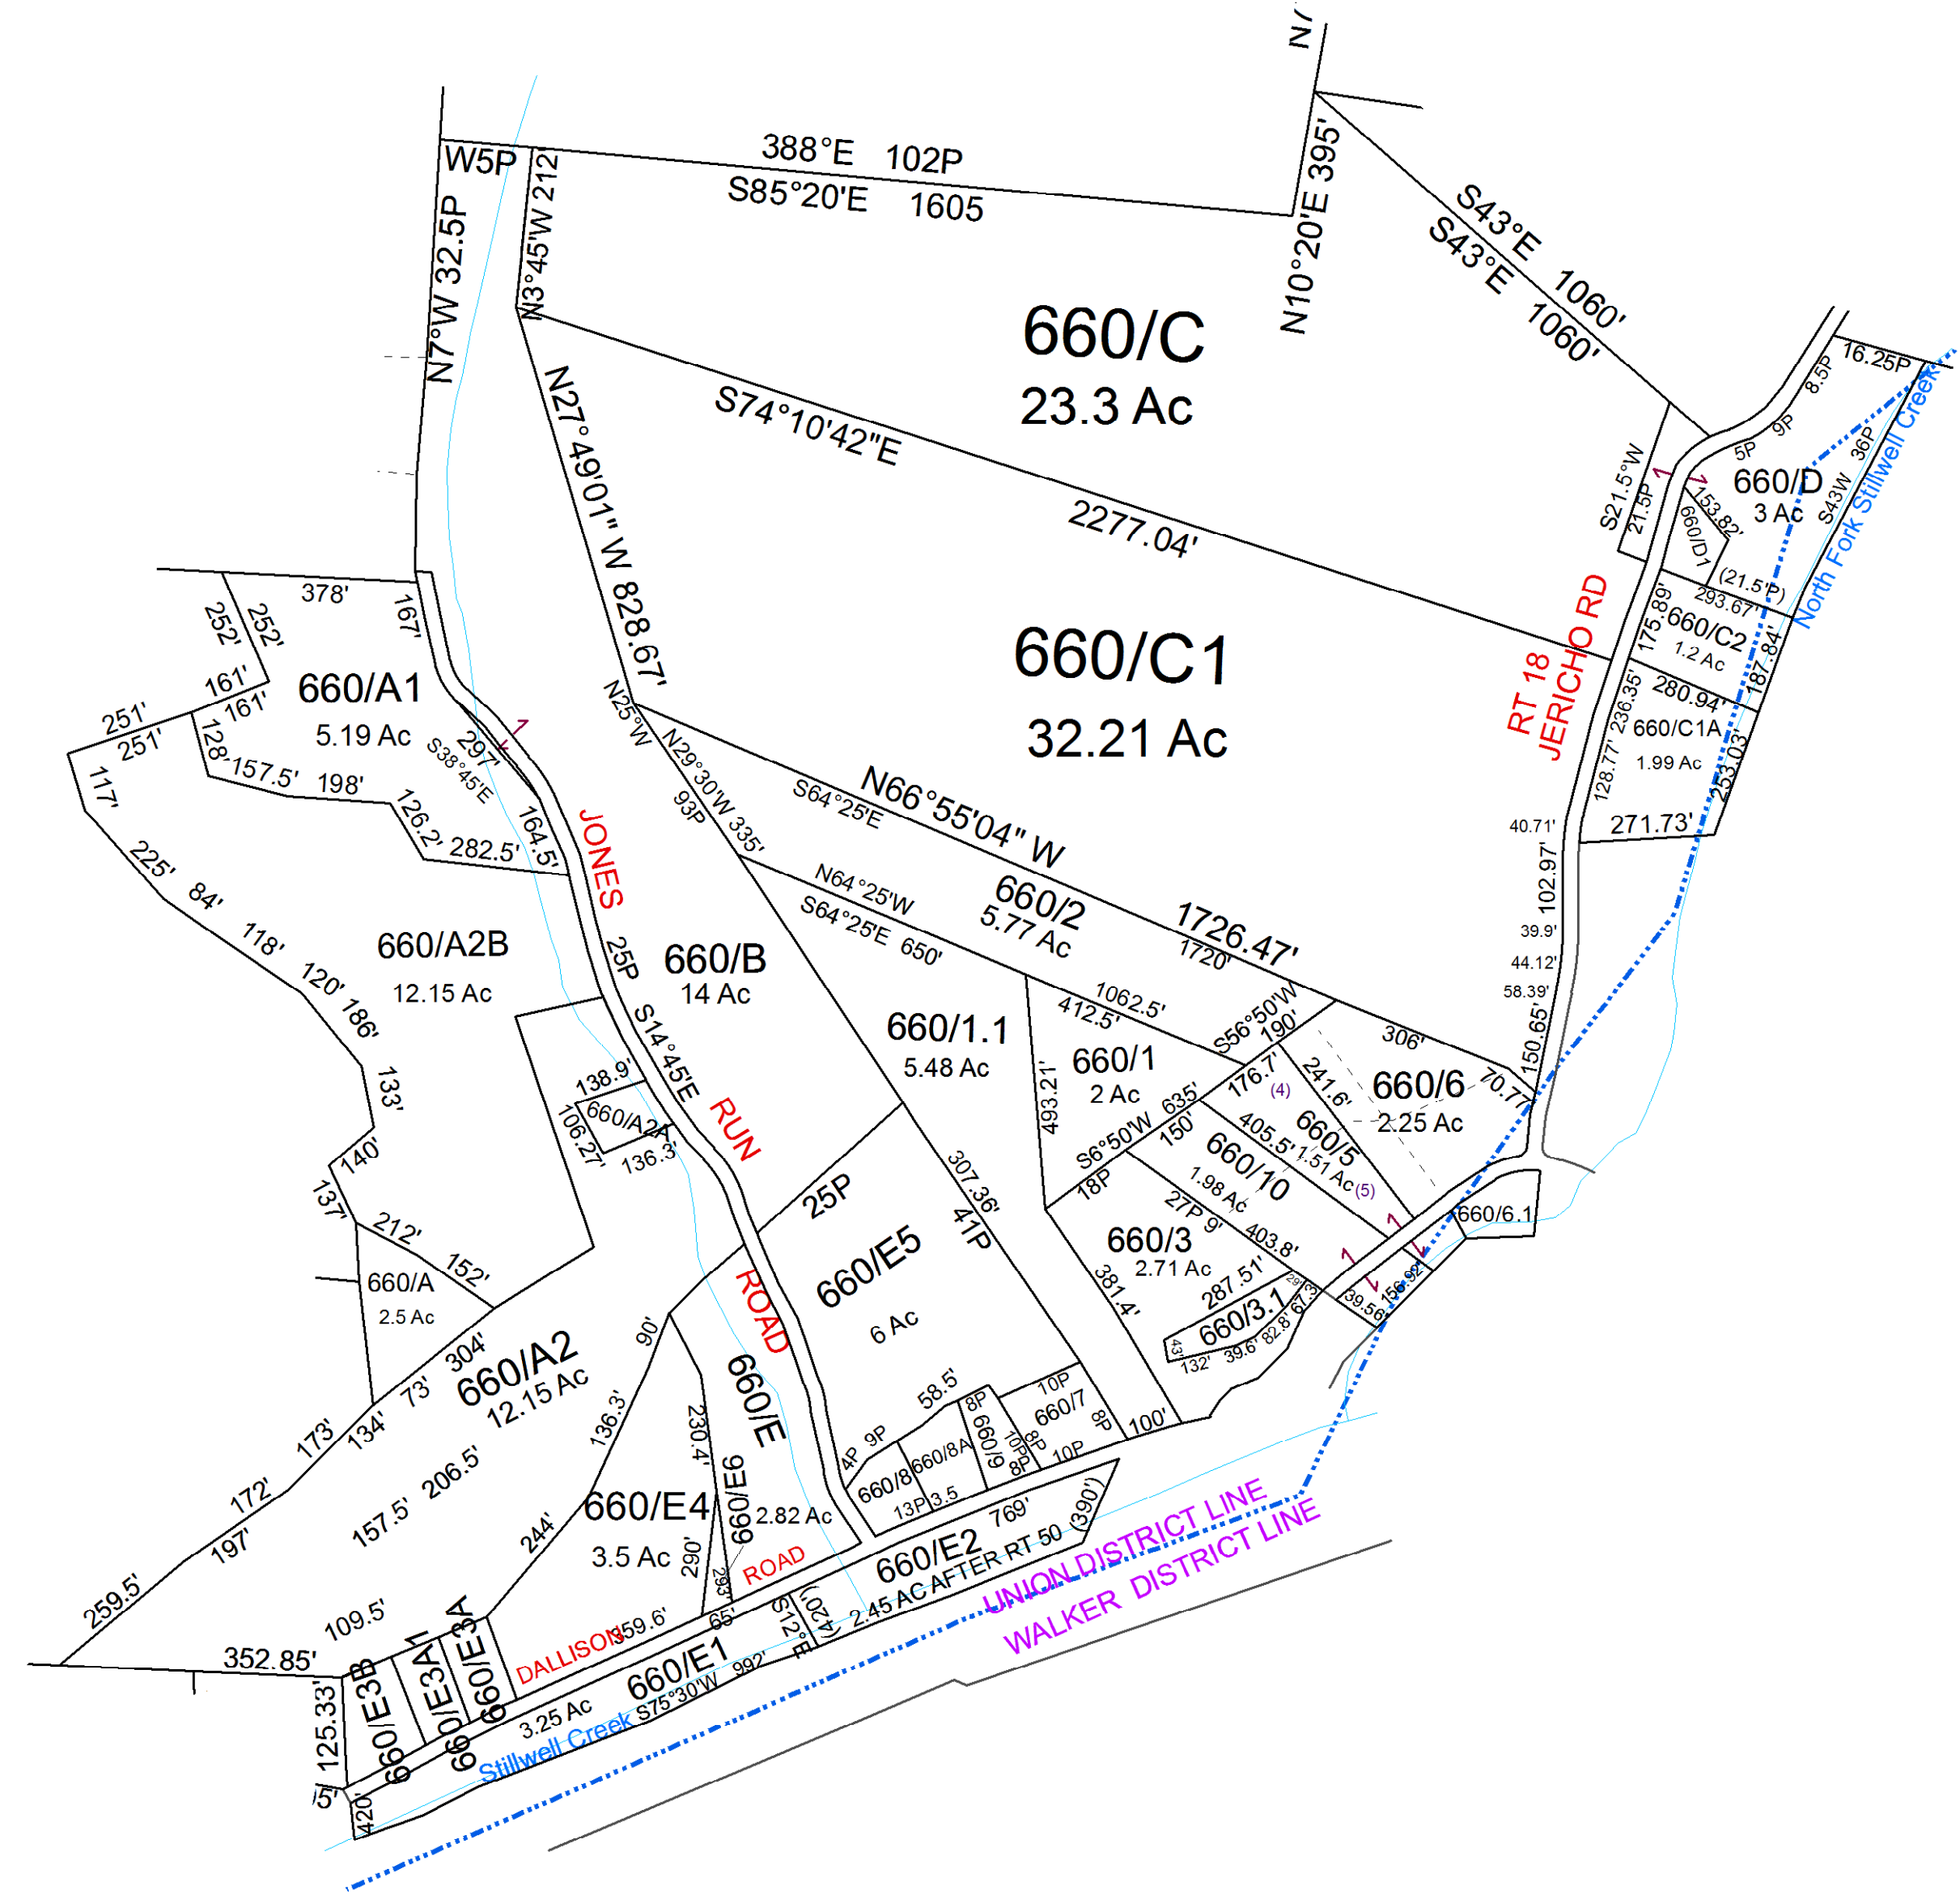 N7
388°E 102P
W5P
S85°20'E 1605
N3°45'W 212'
N7°W 32.5P
N10°20'E 395'
S43°E 1060'
S43°E 1060'
660/C
23.3 Ac
16.25P
8.5P
9P
5P
36P
S43W
North Fork Stillwell Creek
660/D
3 Ac
S21.5°W
21.5P
1
1
153.82'
660/D1
(21.5'P)
293.67'
N27°49'01" W 828.67'
S74°10'42"E
2277.04'
660/C1
32.21 Ac
RT 18
JERICHO RD
175.89'
660/C2
1.2 Ac
187.84'
280.94'
236.35'
660/C1A
1.99 Ac
253.03'
128.77'
271.73'
40.71'
102.97'
39.9'
44.12'
58.39'
150.65'
378'
167'
252'
252'
660/A1
5.19 Ac
161'
161'
251'
251'
128'
157.5'
198'
126.2'
282.5'
297'
S38°45'E
1
164.5'
117'
225'
84'
118'
120'
186'
133'
140'
137'
JONES
RUN
ROAD
N25°W
N29°30'W 335'
93P
S64°25'E
N66°55'04" W
1726.47'
1720'
N64°25'W
S64°25'E 650'
660/2
5.77 Ac
660/A2B
12.15 Ac
25P
S14°45'E
660/B
14 Ac
660/1.1
5.48 Ac
1062.5'
412.5'
S56°50'W
190'
306'
70.77'
660/1
2 Ac
493.21'
176.7'
(4)
241.6'
660/6
2.25 Ac
635'
S6°50'W
150'
18P
405.5'
660/5
1.51 Ac
(5)
660/10
1.98 Ac
27P 9'
403.8'
138.9'
660/A2A
106.27'
136.3'
25P
307.36'
41P
660/E5
6 Ac
660/3
2.71 Ac
381.4'
287.51'
29'
660/3.1
67.3'
82.8'
39.6'
132'
43'
1
1
1
1
660/6.1
156.92'
39.56'
212'
152'
660/A
2.5 Ac
304'
73'
660/A2
12.15 Ac
134'
173'
172'
197'
206.5'
157.5'
109.5'
259.5'
352.85'
90'
136.3'
244'
230.4'
660/E
2.82 Ac
660/E4
3.5 Ac
290'
660/E6
293'
58.5'
4P 9P
8P
10P
660/7
8P
8P
10P
10P
8P
100'
660/8
660/8A
660/9
13P 3.5
769'
(390')
660/E2
2.45 AC AFTER RT 50
ROAD
DALLISON
359.6'
65'
(420')
S12°E
UNION DISTRICT LINE
WALKER DISTRICT LINE
660/E3B
660/E3A1
660/E3A
125.33'
5'
420'
660/E1
3.25 Ac
S75°30'W 992'
Stillwell Creek